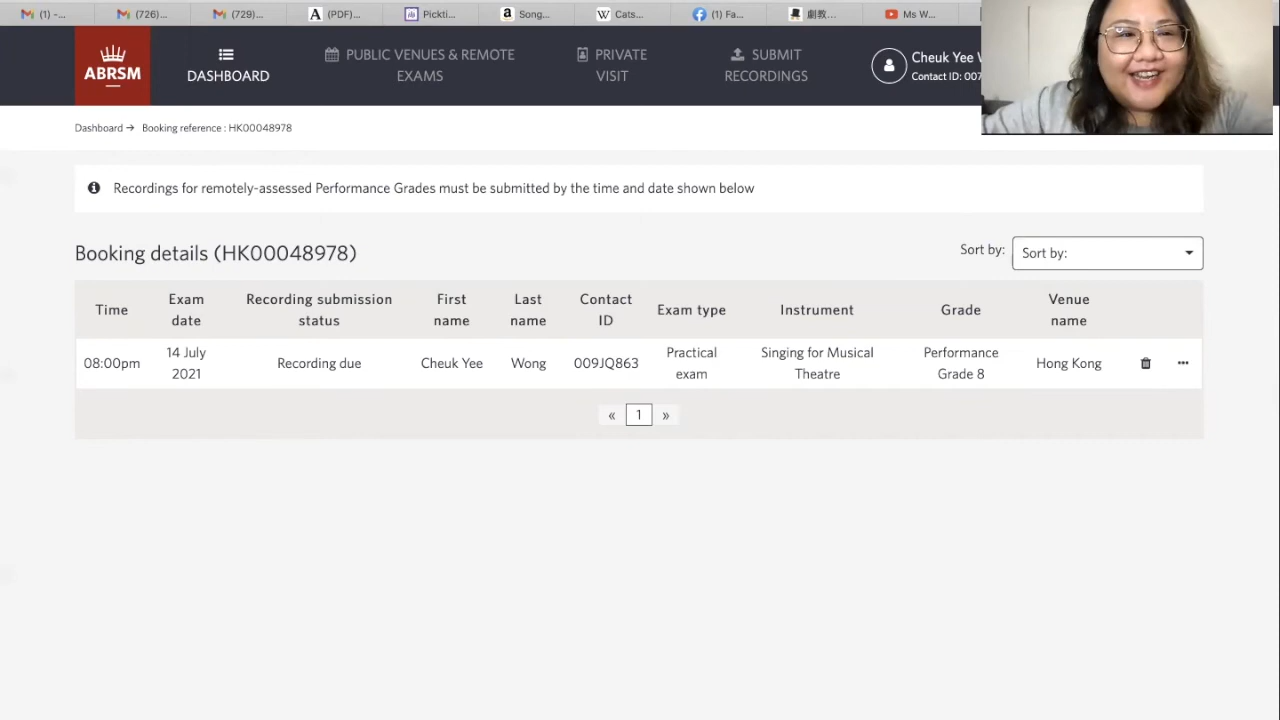 (1) -...
(726)...
(729)...
(PDF)...
Pickti...
Song...
Cats...
(1) Fa...
劇教...
Ms W...
ABRSM
DASHBOARD
PUBLIC VENUES & REMOTE
EXAMS
PRIVATE
VISIT
SUBMIT
RECORDINGS
Cheuk Yee W
Contact ID: 007
Dashboard → Booking reference : HK00048978
Recordings for remotely-assessed Performance Grades must be submitted by the time and date shown below
Booking details (HK00048978)
Sort by: Sort by:
Time
Exam
date
Recording submission
status
First
name
Last
name
Contact
ID
Exam type
Instrument
Grade
Venue
name
08:00pm
14 July
2021
Recording due
Cheuk Yee
Wong
009JQ863
Practical
exam
Singing for Musical
Theatre
Performance
Grade 8
Hong Kong
« 1 »